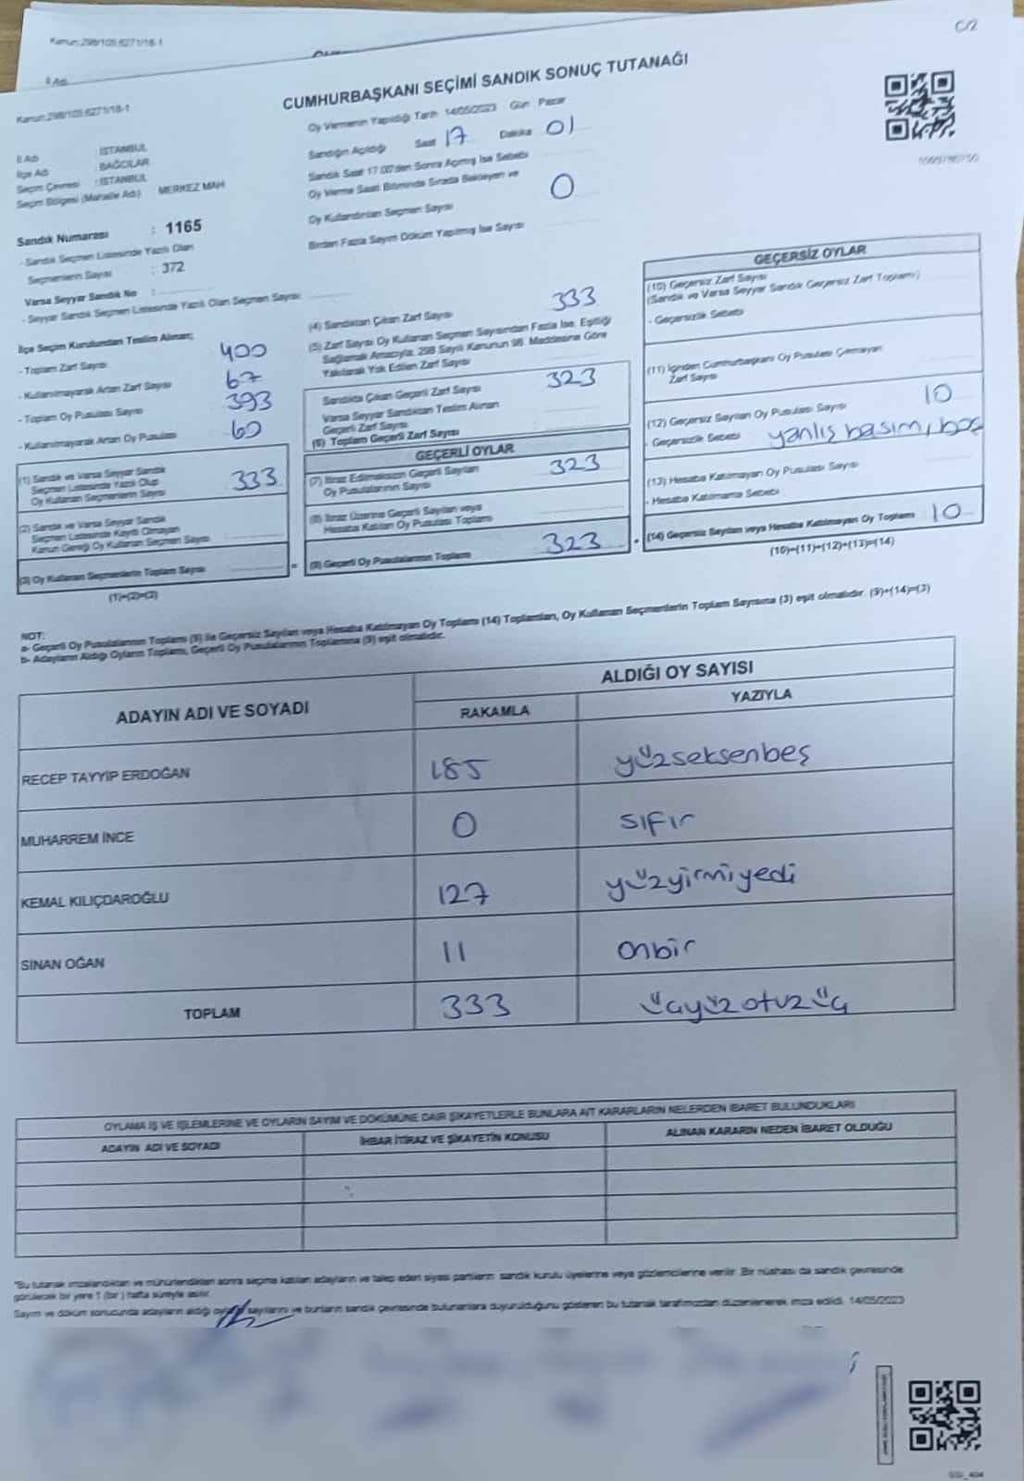 Kanun:298/105 6271/18-1
C/2
İl Adı
Kanun:298/105 6271/18-1
CUMHURBAŞKANI SEÇİMİ SANDIK SONUÇ TUTANAĞI
Oy Vermenin Yapıldığı Tarih 14/05/2023 Gün Pazar
Sandığın Açıldığı Saat 17 Dakika 01
Sandık Saat 17.00'den Sonra Açılmış İse Sebebi
Oy Verme Saati Bitiminde Sırada Bekleyen ve
Oy Kullandırılan Seçmen Sayısı 0
Birden Fazla Sayım Döküm Yapılmış İse Sayısı
İl Adı : İSTANBUL
İlçe Adı : BAĞCILAR
Seçim Çevresi : İSTANBUL
Seçim Bölgesi (Mahalle Adı) MERKEZ MAH
Sandık Numarası : 1165
- Sandık Seçmen Listesinde Yazılı Olan
Seçmenlerin Sayısı : 372
Varsa Seyyar Sandık No :
- Seyyar Sandık Seçmen Listesinde Yazılı Olan Seçmen Sayısı
İlçe Seçim Kurulundan Teslim Alınan;
- Toplam Zarf Sayısı 400
- Kullanılmayarak Artan Zarf Sayısı 67
- Toplam Oy Pusulası Sayısı 393
- Kullanılmayarak Artan Oy Pusulası 60
(1) Sandık ve Varsa Seyyar Sandık
Seçmen Listesinde Yazılı Olup
Oy Kullanan Seçmenlerin Sayısı 333
(2) Sandık ve Varsa Seyyar Sandık
Seçmen Listesinde Kayıtlı Olmayan
Kanun Gereği Oy Kullanan Seçmen Sayısı
(3) Oy Kullanan Seçmenlerin Toplam Sayısı
(1)+(2)=(3)
(4) Sandıktan Çıkan Zarf Sayısı 333
(5) Zarf Sayısı Oy Kullanan Seçmen Sayısından Fazla İse, Eşitliği
Sağlamak Amacıyla, 298 Sayılı Kanunun 98. Maddesine Göre
Yakılarak Yok Edilen Zarf Sayısı
Sandıkta Çıkan Geçerli Zarf Sayısı 323
Varsa Seyyar Sandıktan Teslim Alınan
Geçerli Zarf Sayısı
(6) Toplam Geçerli Zarf Sayısı
GEÇERLİ OYLAR
(7) İtiraz Edilmeksizin Geçerli Sayılan
Oy Pusulalarının Sayısı 323
(8) İtiraz Üzerine Geçerli Sayılan veya
Hesaba Katılan Oy Pusulası Toplamı
(9) Geçerli Oy Pusulalarının Toplamı 323
GEÇERSİZ OYLAR
(10) Geçersiz Zarf Sayısı
(Sandık ve Varsa Seyyar Sandık Geçersiz Zarf Toplamı)
- Geçersizlik Sebebi
(11) İçinden Cumhurbaşkanı Oy Pusulası Çıkmayan
Zarf Sayısı
(12) Geçersiz Sayılan Oy Pusulası Sayısı 10
- Geçersizlik Sebebi yanlış basım, boş
(13) Hesaba Katılmayan Oy Pusulası Sayısı
- Hesaba Katılmama Sebebi
(14) Geçersiz Sayılan veya Hesaba Katılmayan Oy Toplamı 10
(10)+(11)+(12)+(13)=(14)
NOT:
a- Geçerli Oy Pusulalarının Toplamı (9) ile Geçersiz Sayılan veya Hesaba Katılmayan Oy Toplamı (14) Toplamları, Oy Kullanan Seçmenlerin Toplam Sayısına (3) eşit olmalıdır. (9)+(14)=(3)
b- Adayların Aldığı Oyların Toplamı, Geçerli Oy Pusulalarının Toplamına (9) eşit olmalıdır.
ADAYIN ADI VE SOYADI
ALDIĞI OY SAYISI
RAKAMLA YAZIYLA
RECEP TAYYİP ERDOĞAN 185 yüzseksenbeş
MUHARREM İNCE 0 sıfır
KEMAL KILIÇDAROĞLU 127 yüzyirmiyedi
SİNAN OĞAN 11 onbir
TOPLAM 333 üçyüzotuzüç
OYLAMA İŞ VE İŞLEMLERİNE VE OYLARIN SAYIM VE DÖKÜMÜNE DAİR ŞİKAYETLERLE BUNLARA AİT KARARLARIN NELERDEN İBARET BULUNDUKLARI
ADAYIN ADI VE SOYADI İHBAR İTİRAZ VE ŞİKAYETİN KONUSU ALINAN KARARIN NEDEN İBARET OLDUĞU
*Bu tutanak imzalandıktan ve mühürlendikten sonra seçime katılan adayların ve talep eden siyasi partilerin sandık kurulu üyelerine veya gözlemcilerine verilir. Bir nüshası da sandık çevresinde
görülecek bir yere 1 (bir) hafta süreyle asılır.
Sayım ve döküm sonucunda adayların aldığı oyların sayılarını ve bunların sandık çevresinde bulunanlara duyurulduğunu gösteren bu tutanak tarafımızdan düzenlenerek imza edildi. 14/05/2023